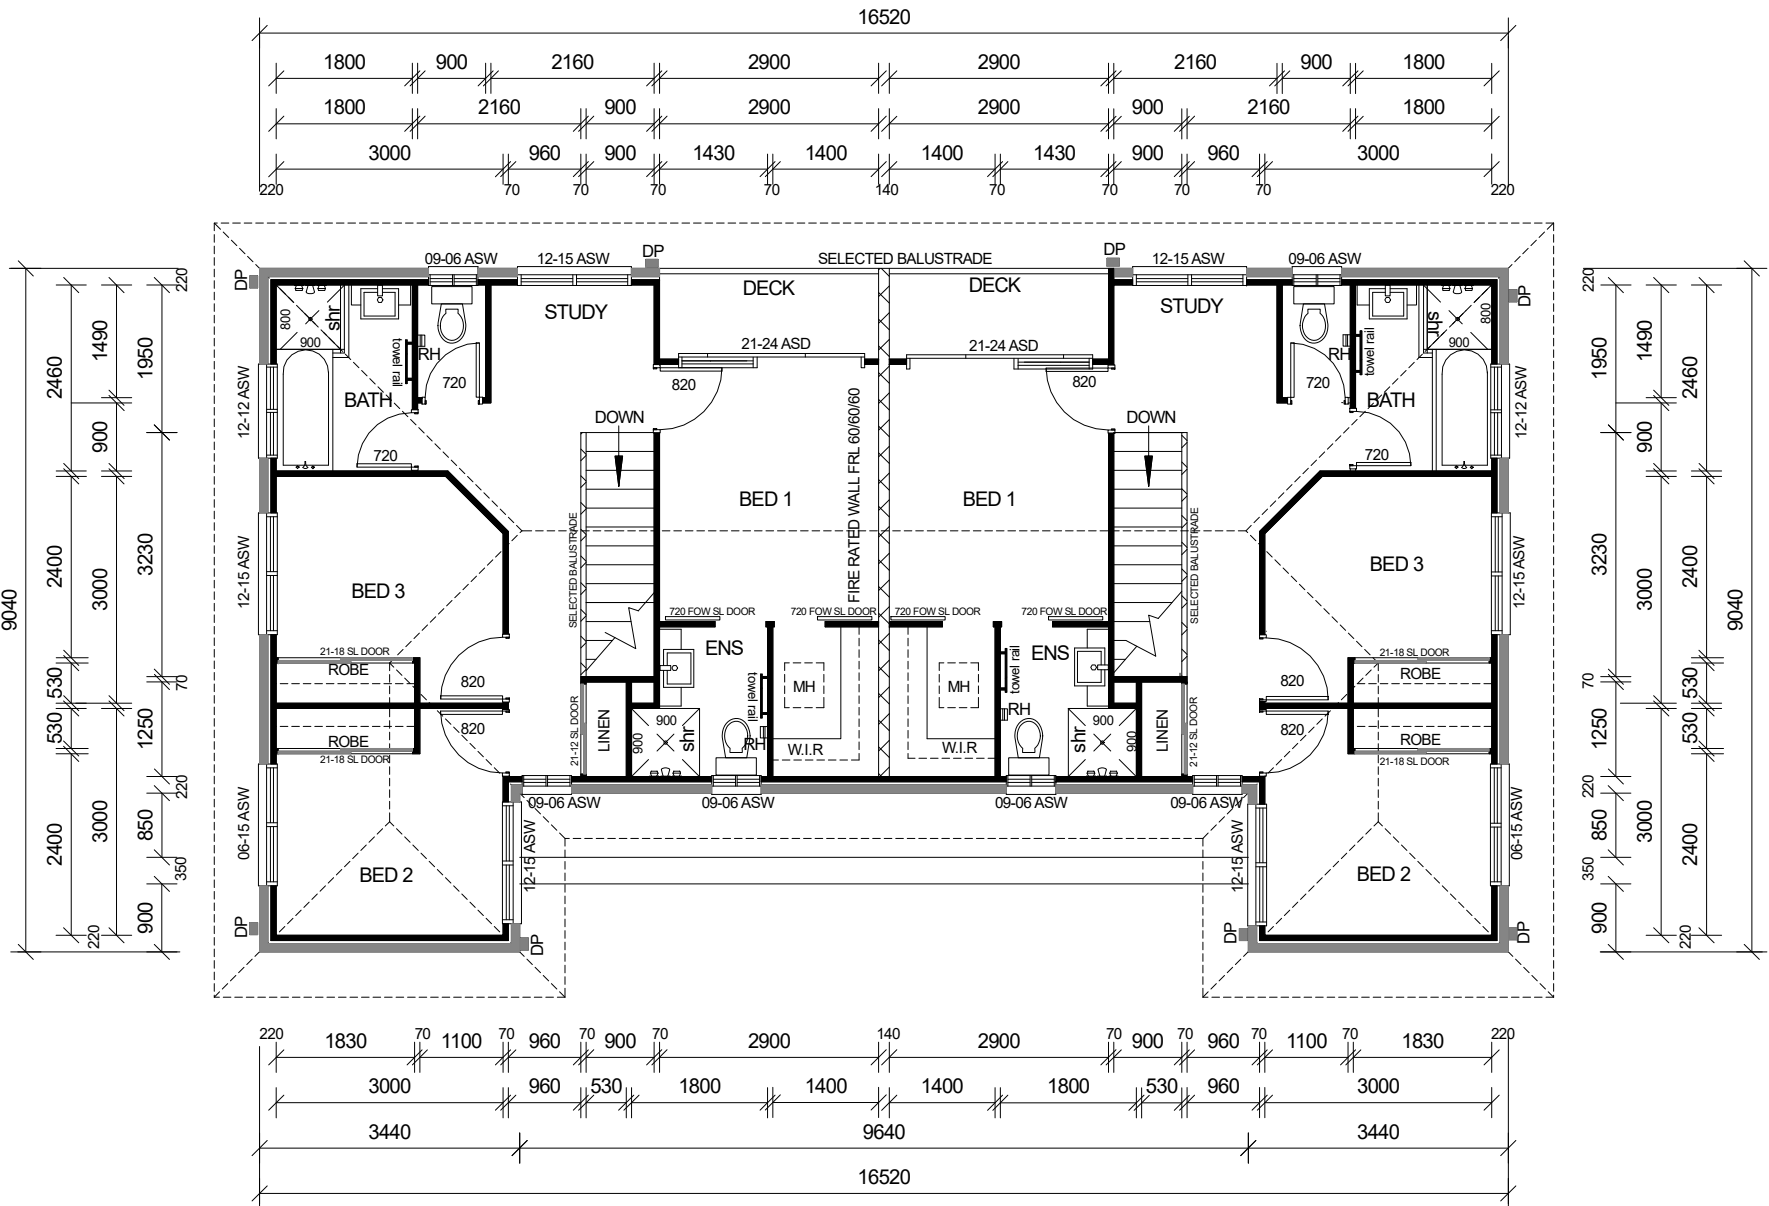 16520
1800 900 2160 2900 2900 2160 900 1800
1800 2160 900 2900 2900 900 2160 1800
3000 960 900 1430 1400 1400 1430 900 960 3000
220 70 70 70 70 140 70 70 70 70 220
DP 09-06 ASW 12-15 ASW DP SELECTED BALUSTRADE DP 12-15 ASW 09-06 ASW DP
STUDY DECK DECK STUDY
800 shr 900 RH towel rail 720 BATH 720 12-12 ASW
21-24 ASD 21-24 ASD
820 820
800 shr 900 RH towel rail 720 BATH 720 12-12 ASW
DOWN DOWN
BED 1 FIRE RATED WALL FRL 60/60/60 BED 1
SELECTED BALUSTRADE SELECTED BALUSTRADE
12-15 ASW BED 3 BED 3 12-15 ASW
720 FOW SL DOOR 720 FOW SL DOOR 720 FOW SL DOOR 720 FOW SL DOOR
ENS ENS
21-18 SL DOOR 21-18 SL DOOR
ROBE ROBE
820 MH MH 820
towel rail towel rail
820 820
RH RH
ROBE ROBE
21-18 SL DOOR 21-18 SL DOOR
21-12 SL DOOR LINEN 900 900 shr W.I.R W.I.R 900 900 shr LINEN 21-12 SL DOOR
09-06 ASW 09-06 ASW 09-06 ASW 09-06 ASW
06-15 ASW BED 2 12-15 ASW 12-15 ASW BED 2 06-15 ASW
DP DP DP DP
9040
2460 2400 530 530 2400
1490 900 3000 3000 220
220 1950 3230 70 1250 220 850 350 900
220 1950 3230 70 1250 220 850 350 900
1490 900 3000 3000 220
2460 2400 530 530 2400
9040
220 70 70 70 70 140 70 70 70 70 220
1830 1100 960 900 2900 2900 900 960 1100 1830
3000 960 530 1800 1400 1400 1800 530 960 3000
3440 9640 3440
16520